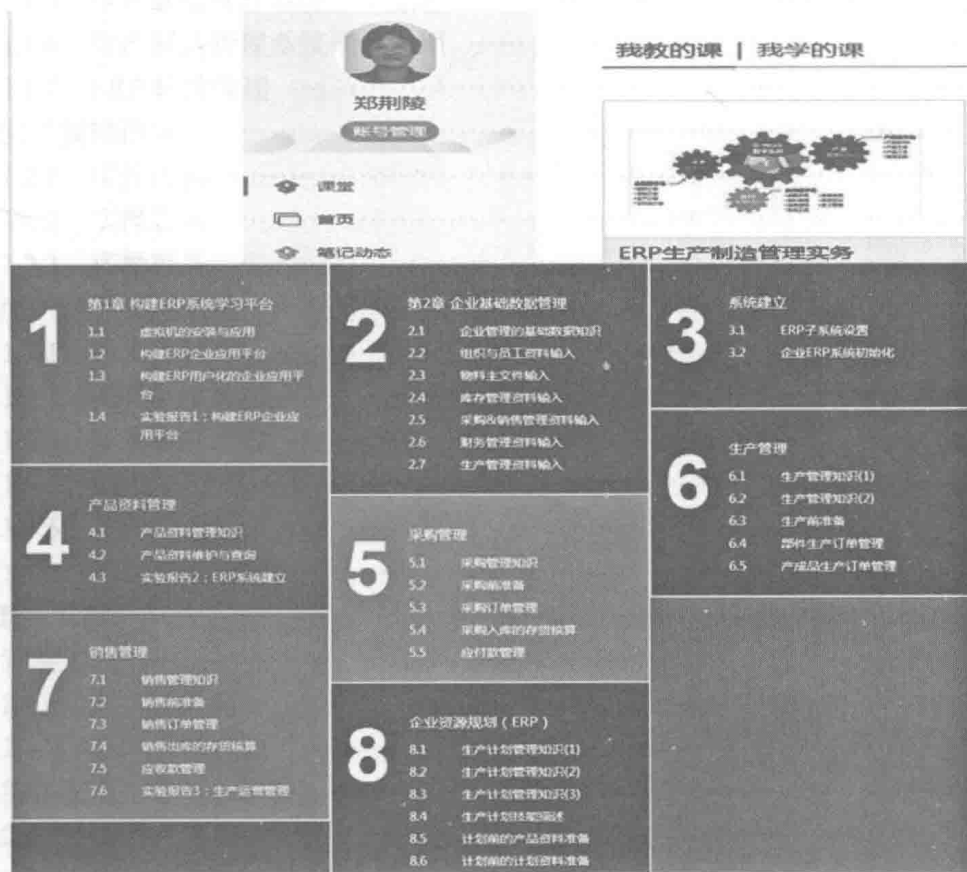 郑荆陵
账号管理
课堂
首页
笔记动态
我教的课 | 我学的课
ERP生产制造管理实务
1
第1章 构建ERP系统学习平台
1.1 虚拟机的安装与应用
1.2 构建ERP企业应用平台
1.3 构建ERP用户化的企业应用平
台
1.4 实验报告1：构建ERP企业应
用平台
2
第2章 企业基础数据管理
2.1 企业管理的基础数据知识
2.2 组织与员工资料输入
2.3 物料主文件输入
2.4 库存管理资料输入
2.5 采购&销售管理资料输入
2.6 财务管理资料输入
2.7 生产管理资料输入
3
系统建立
3.1 ERP子系统设置
3.2 企业ERP系统初始化
4
产品资料管理
4.1 产品资料管理知识
4.2 产品资料维护与查询
4.3 实验报告2：ERP系统建立
5
采购管理
5.1 采购管理知识
5.2 采购前准备
5.3 采购订单管理
5.4 采购入库的存货核算
5.5 应付款管理
6
生产管理
6.1 生产管理知识(1)
6.2 生产管理知识(2)
6.3 生产前准备
6.4 部件生产订单管理
6.5 产成品生产订单管理
7
销售管理
7.1 销售管理知识
7.2 销售前准备
7.3 销售订单管理
7.4 销售出库的存货核算
7.5 应收款管理
7.6 实验报告3：生产运营管理
8
企业资源规划（ERP）
8.1 生产计划管理知识(1)
8.2 生产计划管理知识(2)
8.3 生产计划管理知识(3)
8.4 生产计划技能综述
8.5 计划前的产品资料准备
8.6 计划前的计划资料准备